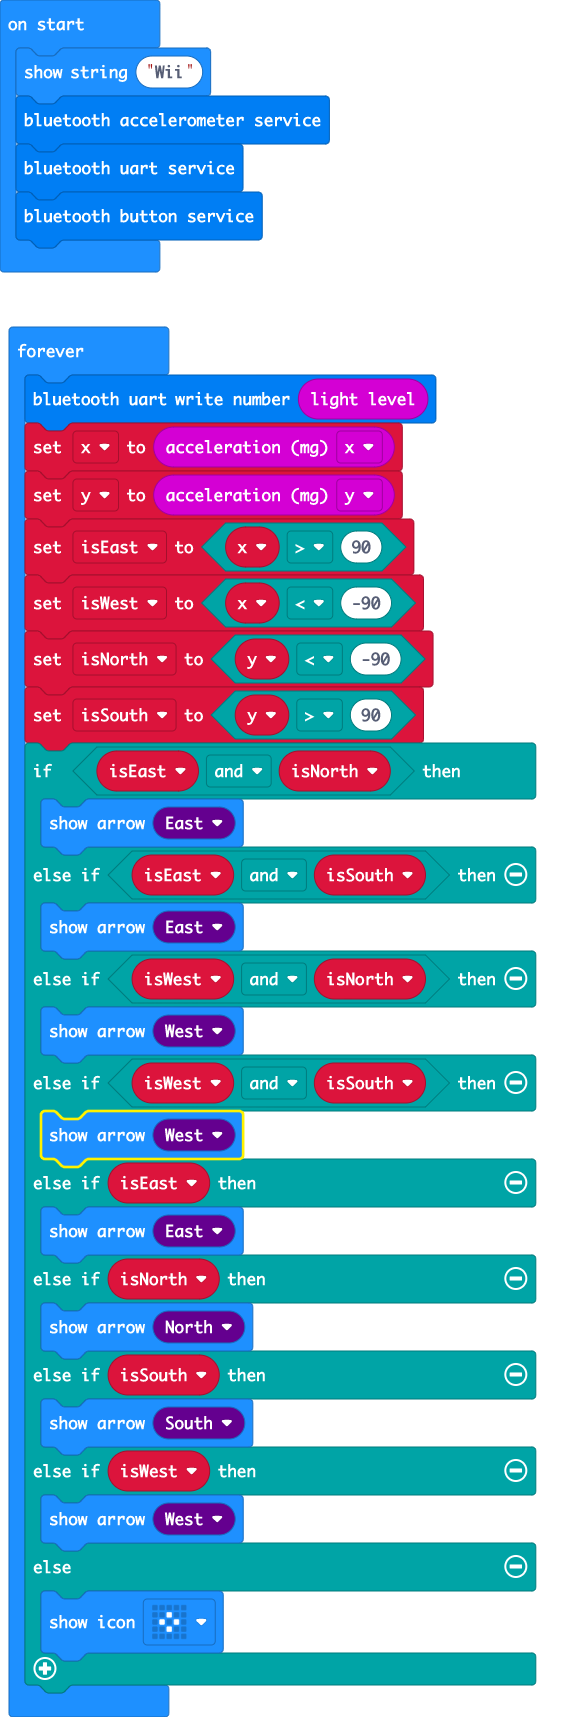 on start
show string "Wii"
bluetooth accelerometer service
bluetooth uart service
bluetooth button service
forever
bluetooth uart write number light level
set x to acceleration (mg) x
set y to acceleration (mg) y
set isEast to x > 90
set isWest to x < -90
set isNorth to y < -90
set isSouth to y > 90
if isEast and isNorth then
show arrow East
else if isEast and isSouth then
show arrow East
else if isWest and isNorth then
show arrow West
else if isWest and isSouth then
show arrow West
else if isEast then
show arrow East
else if isNorth then
show arrow North
else if isSouth then
show arrow South
else if isWest then
show arrow West
else
show icon